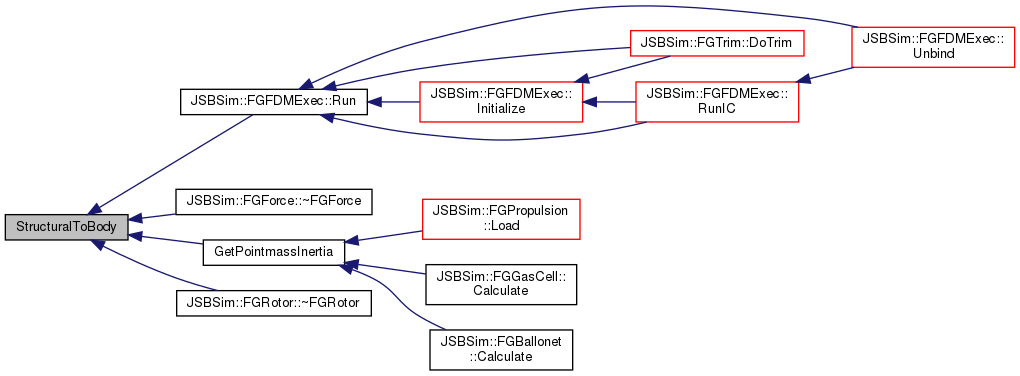 JSBSim::FGFDMExec::
Unbind
JSBSim::FGTrim::DoTrim
JSBSim::FGFDMExec::Run
JSBSim::FGFDMExec::
Initialize
JSBSim::FGFDMExec::
RunIC
JSBSim::FGForce::~FGForce
StructuralToBody
JSBSim::FGPropulsion
::Load
GetPointmassInertia
JSBSim::FGGasCell::
Calculate
JSBSim::FGRotor::~FGRotor
JSBSim::FGBallonet
::Calculate